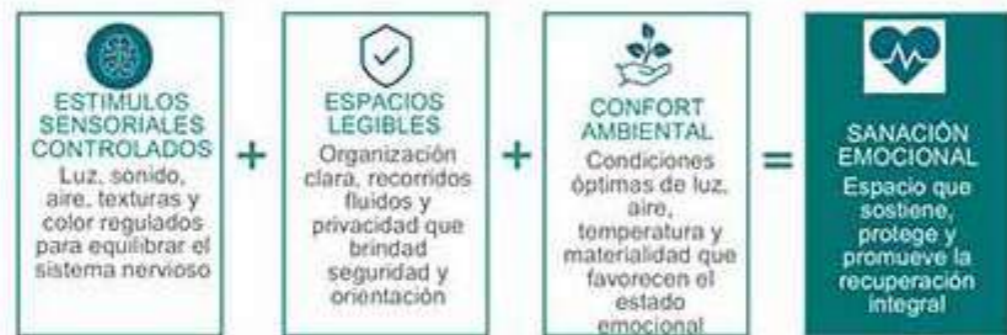 ESTIMULOS
SENSORIALES
CONTROLADOS
Luz, sonido,
aire, texturas y
color regulados
para equilibrar el
sistema nervioso
+
ESPACIOS
LEGIBLES
Organización
clara, recorridos
fluidos y
privacidad que
brindad
seguridad y
orientación
+
CONFORT
AMBIENTAL
Condiciones
óptimas de luz,
aire,
temperatura y
materialidad que
favorecen el
estado
emocional
=
SANACIÓN
EMOCIONAL
Espacio que
sostiene,
protege y
promueve la
recuperación
integral